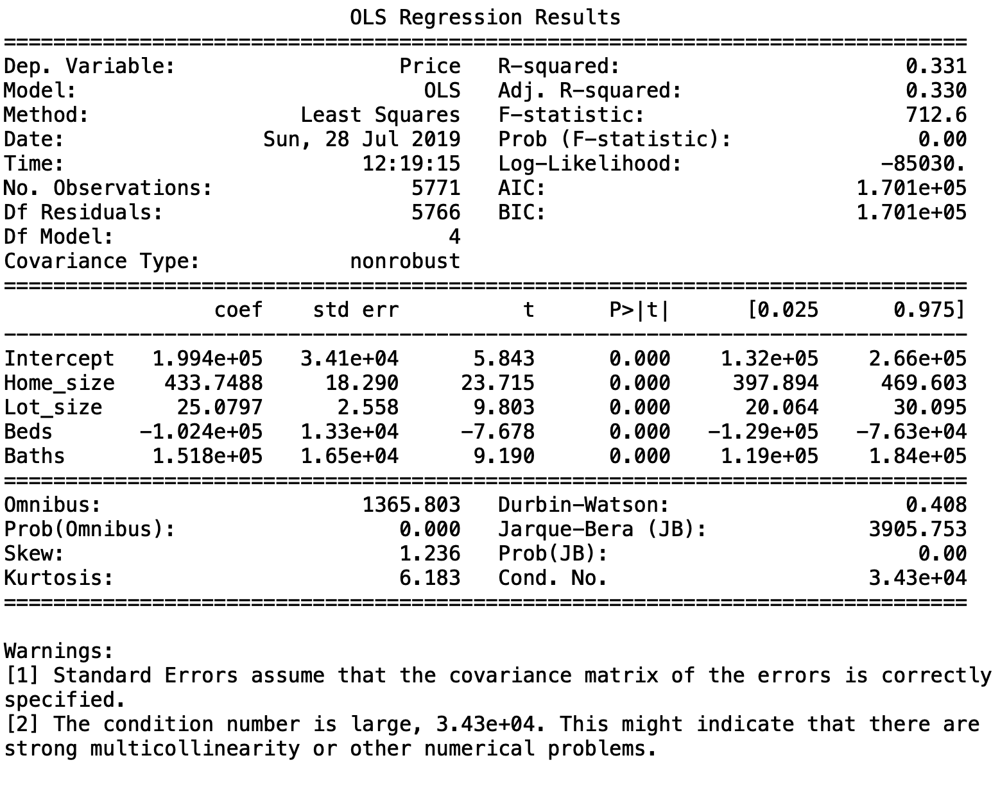 OLS Regression Results
==============================================================================
Dep. Variable:                  Price   R-squared:                       0.331
Model:                            OLS   Adj. R-squared:                  0.330
Method:                 Least Squares   F-statistic:                     712.6
Date:                Sun, 28 Jul 2019   Prob (F-statistic):               0.00
Time:                        12:19:15   Log-Likelihood:                -85030.
No. Observations:                5771   AIC:                         1.701e+05
Df Residuals:                    5766   BIC:                         1.701e+05
Df Model:                           4
Covariance Type:            nonrobust
==============================================================================
                 coef    std err          t      P>|t|      [0.025      0.975]
------------------------------------------------------------------------------
Intercept   1.994e+05   3.41e+04      5.843      0.000    1.32e+05    2.66e+05
Home_size    433.7488     18.290     23.715      0.000     397.894     469.603
Lot_size      25.0797      2.558      9.803      0.000      20.064      30.095
Beds       -1.024e+05   1.33e+04     -7.678      0.000   -1.29e+05   -7.63e+04
Baths       1.518e+05   1.65e+04      9.190      0.000    1.19e+05    1.84e+05
==============================================================================
Omnibus:                     1365.803   Durbin-Watson:                   0.408
Prob(Omnibus):                  0.000   Jarque-Bera (JB):             3905.753
Skew:                           1.236   Prob(JB):                         0.00
Kurtosis:                       6.183   Cond. No.                     3.43e+04
==============================================================================
Warnings:
[1] Standard Errors assume that the covariance matrix of the errors is correctly
specified.
[2] The condition number is large, 3.43e+04. This might indicate that there are
strong multicollinearity or other numerical problems.